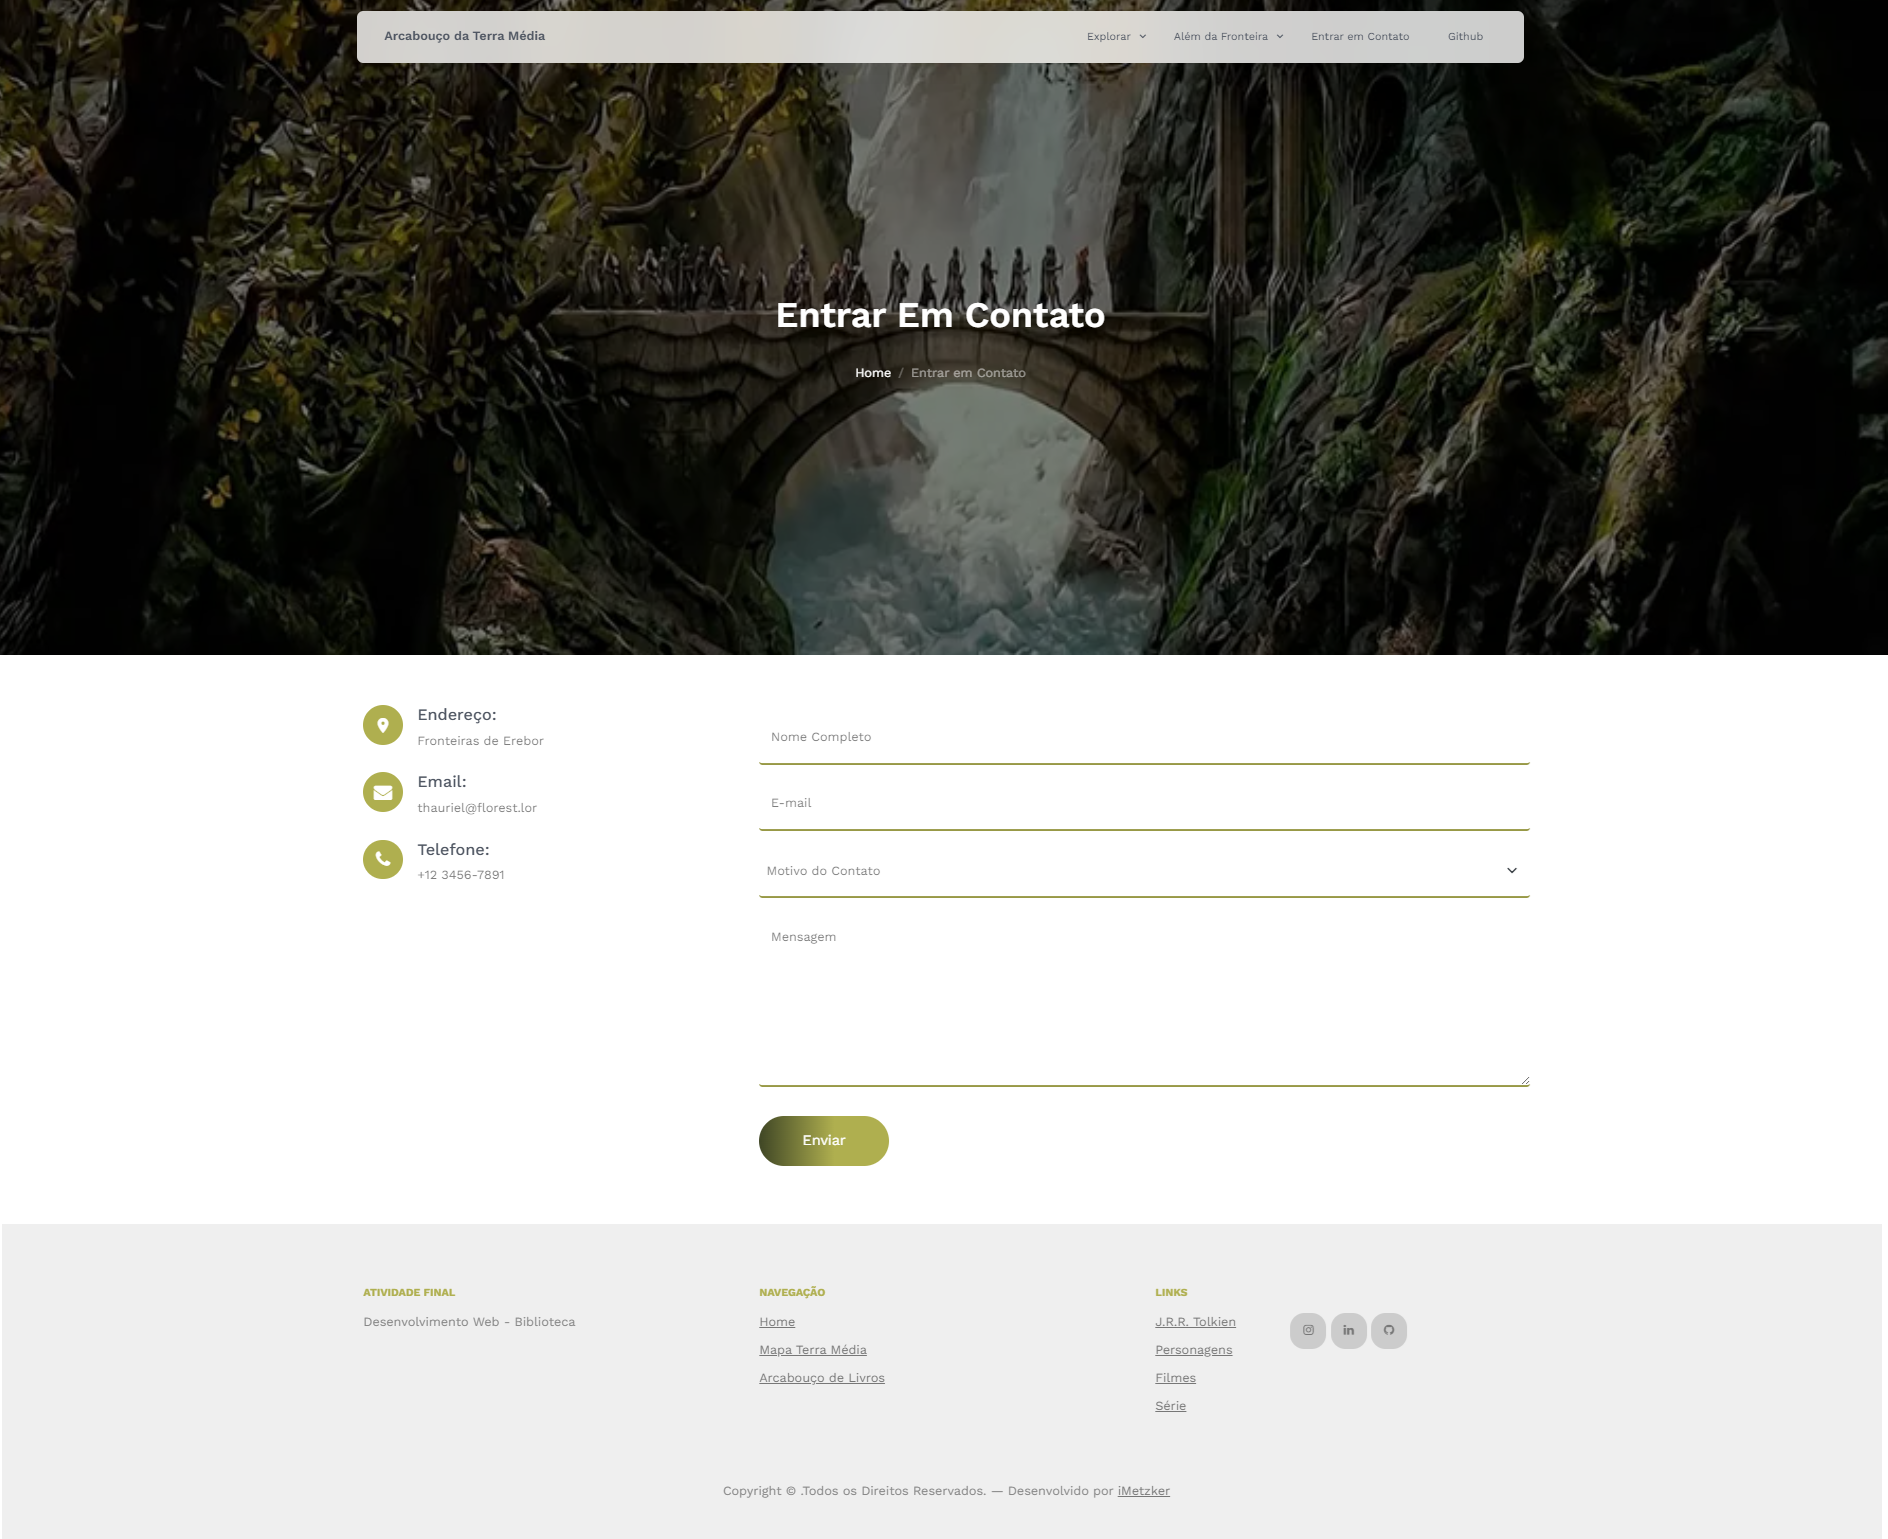 Arcabouço da Terra Média
Explorar
Além da Fronteira
Entrar em Contato
Github
Entrar Em Contato
Home / Entrar em Contato
Endereço:
Fronteiras de Erebor
Email:
thauriel@florest.lor
Telefone:
+12 3456-7891
Nome Completo
E-mail
Motivo do Contato
Mensagem
Enviar
ATIVIDADE FINAL
Desenvolvimento Web - Biblioteca
NAVEGAÇÃO
Home
Mapa Terra Média
Arcabouço de Livros
LINKS
J.R.R. Tolkien
Personagens
Filmes
Série
Copyright © .Todos os Direitos Reservados. — Desenvolvido por iMetzker